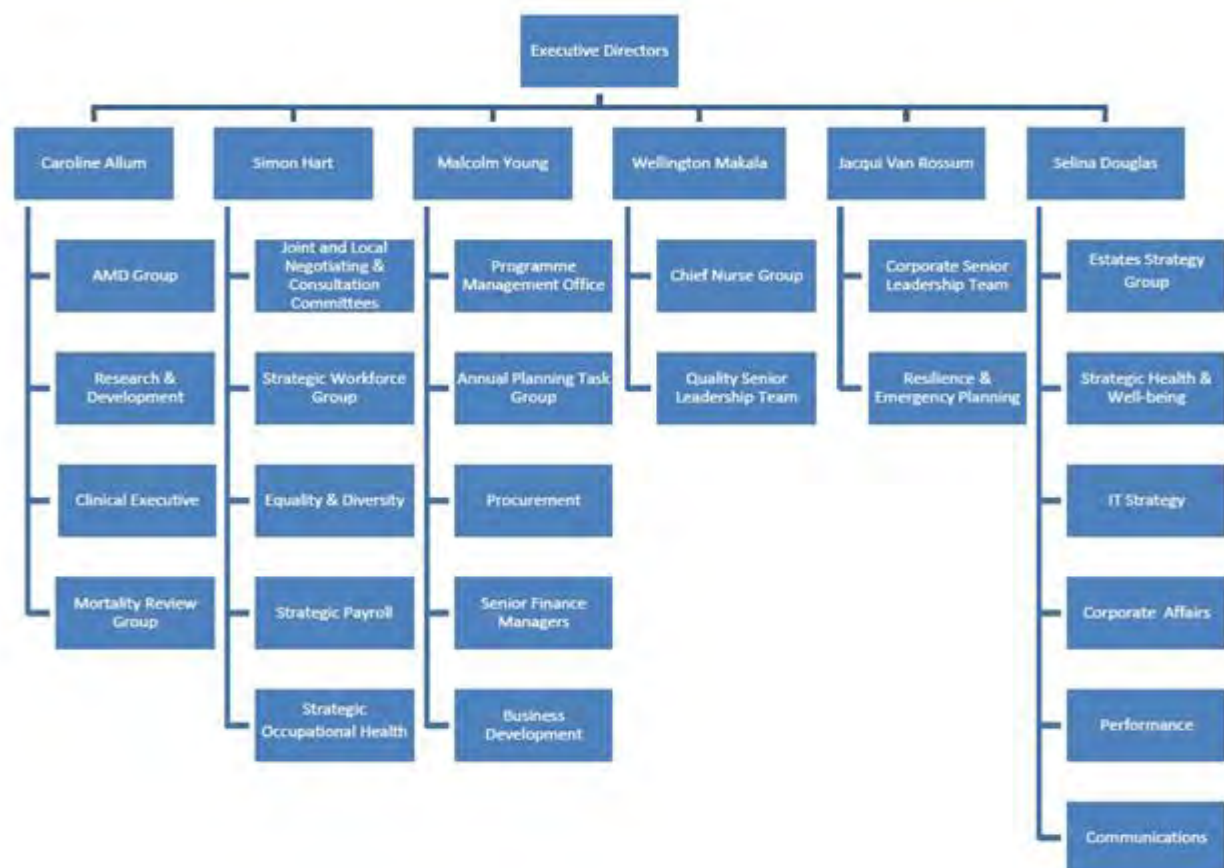 Executive Directors
Caroline Allum
Simon Hart
Malcolm Young
Wellington Makala
Jacqui Van Rossum
Selina Douglas
AMD Group
Research &
Development
Clinical Executive
Mortality Review
Group
Joint and Local
Negotiating &
Consultation
Committees
Strategic Workforce
Group
Equality & Diversity
Strategic Payroll
Strategic
Occupational Health
Programme
Management Office
Annual Planning Task
Group
Procurement
Senior Finance
Managers
Business
Development
Chief Nurse Group
Quality Senior
Leadership Team
Corporate Senior
Leadership Team
Resilience &
Emergency Planning
Estates Strategy
Group
Strategic Health &
Well-being
IT Strategy
Corporate Affairs
Performance
Communications